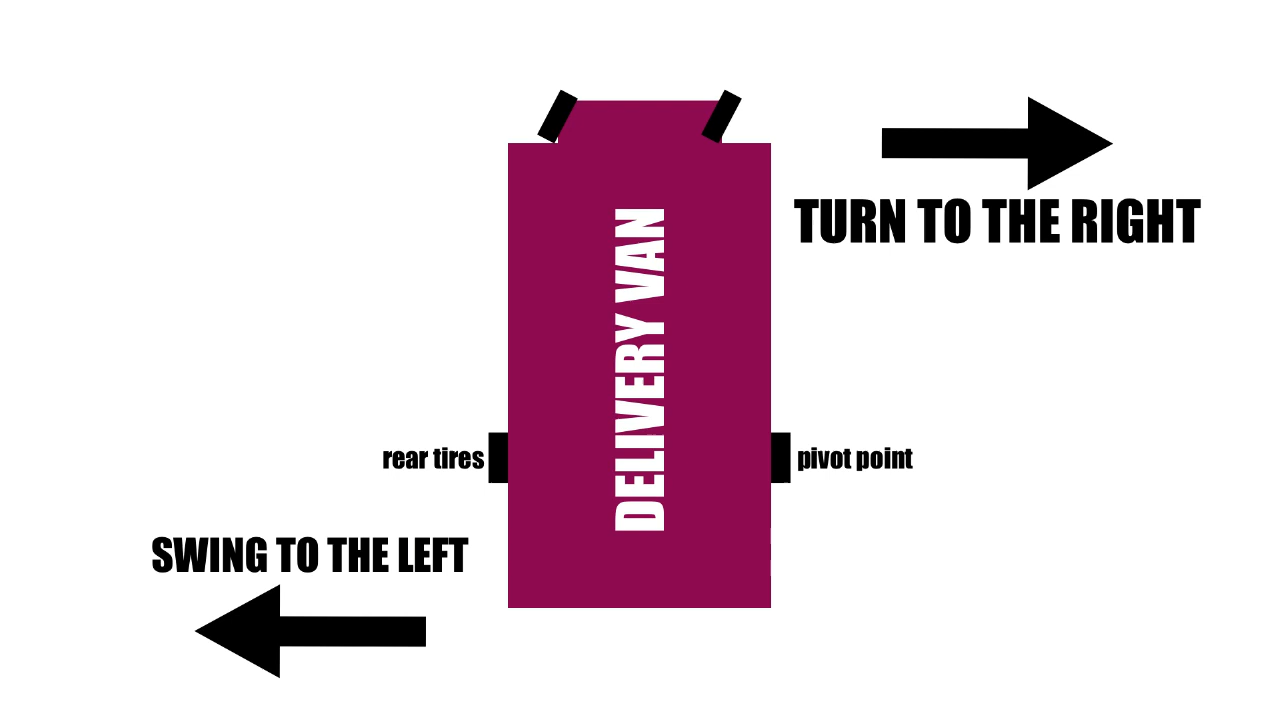 TURN TO THE RIGHT
DELIVERY VAN
rear tires
pivot point
SWING TO THE LEFT